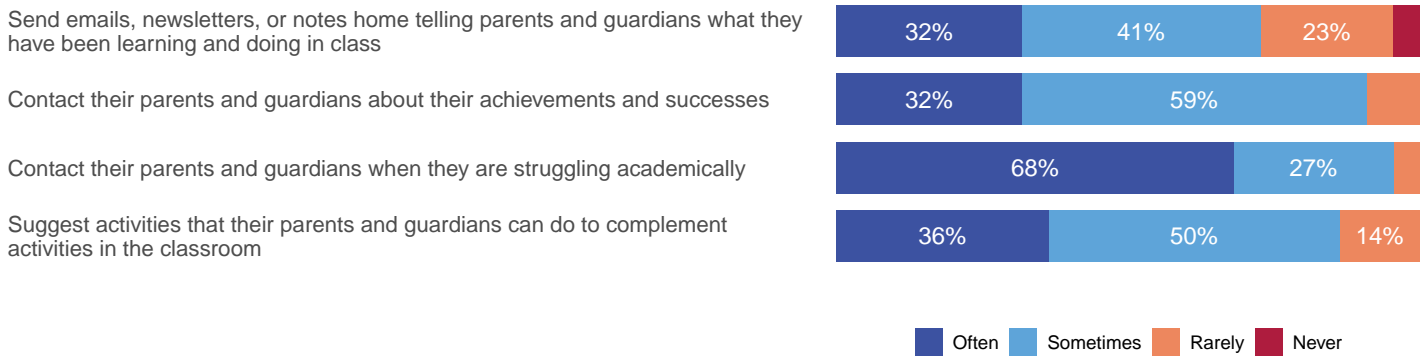 Send emails, newsletters, or notes home telling parents and guardians what they
have been learning and doing in class
32% 41% 23%
Contact their parents and guardians about their achievements and successes
32% 59%
Contact their parents and guardians when they are struggling academically
68% 27%
Suggest activities that their parents and guardians can do to complement
activities in the classroom
36% 50% 14%
Often Sometimes Rarely Never